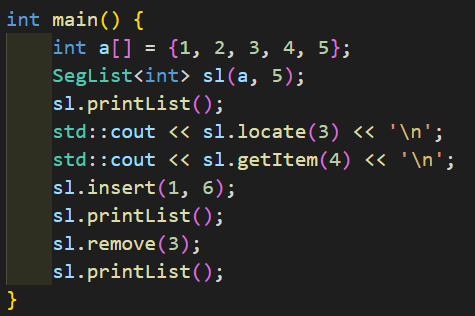 int main() {
    int a[] = {1, 2, 3, 4, 5};
    SegList<int> sl(a, 5);
    sl.printList();
    std::cout << sl.locate(3) << '\n';
    std::cout << sl.getItem(4) << '\n';
    sl.insert(1, 6);
    sl.printList();
    sl.remove(3);
    sl.printList();
}